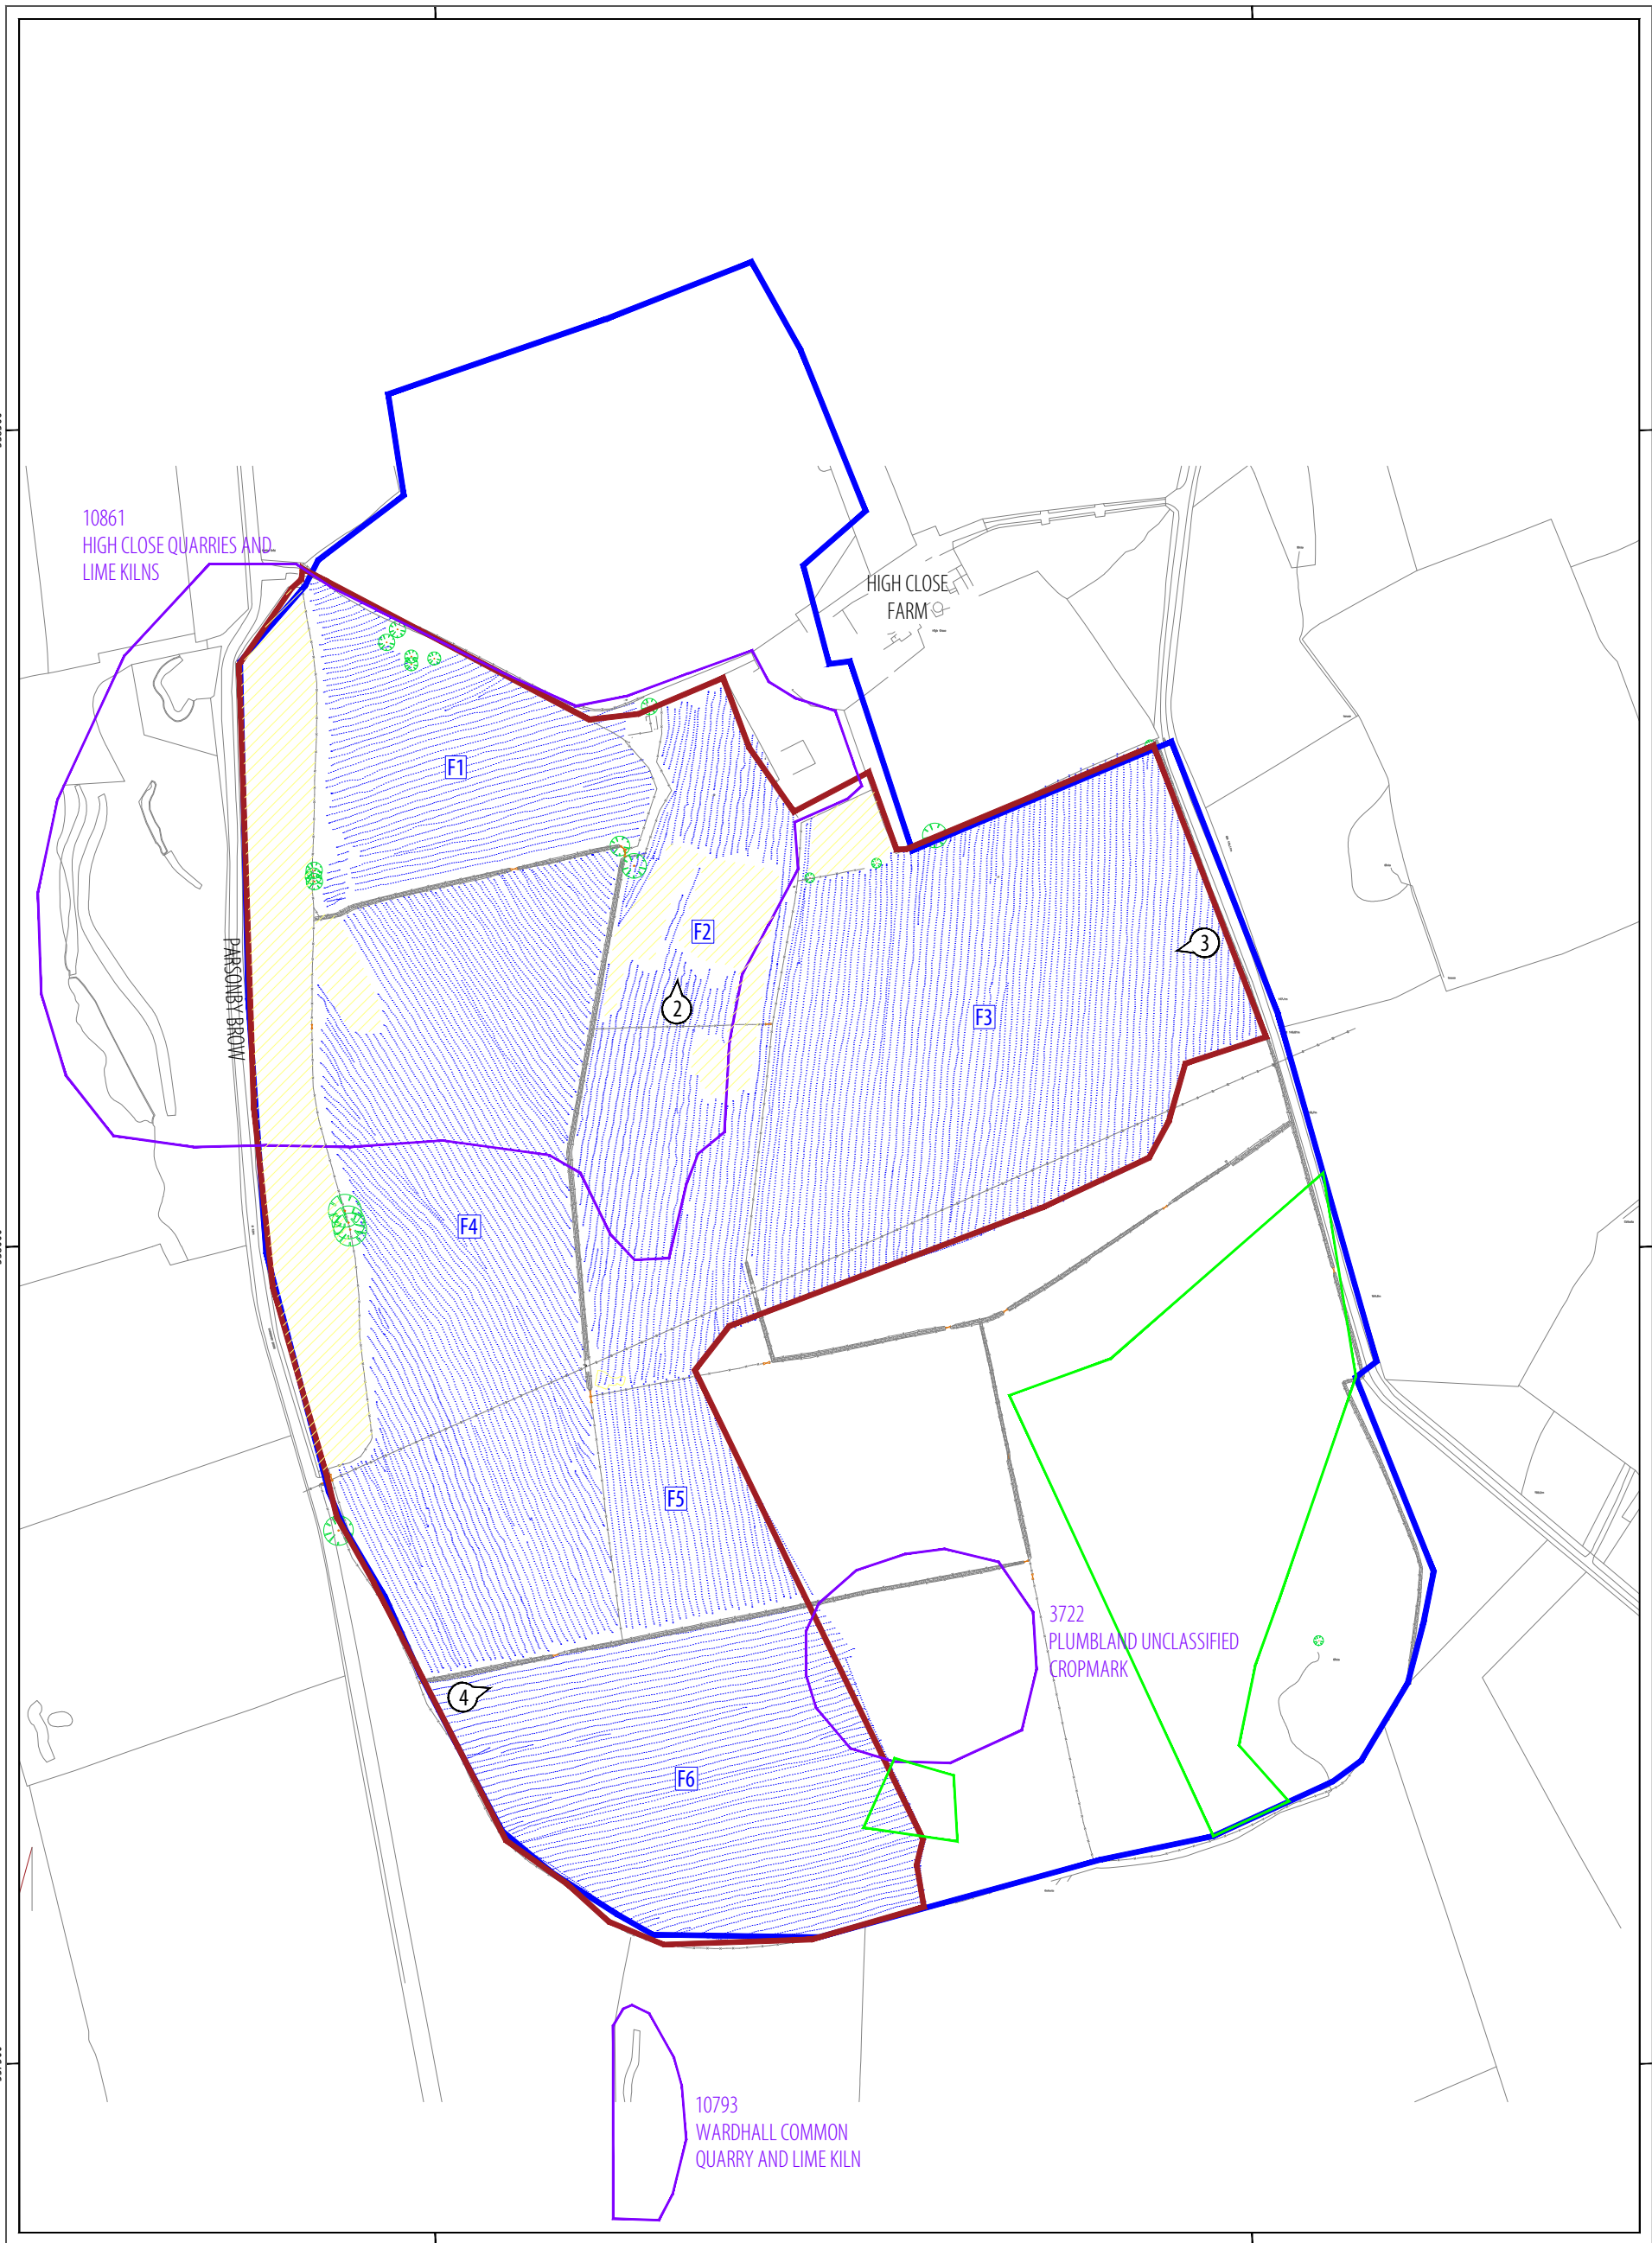 10861
HIGH CLOSE QUARRIES AND
LIME KILNS
HIGH CLOSE
FARM
F1
F2
3
2
F3
PARSONBY BROW
F4
F5
3722
PLUMBLAND UNCLASSIFIED
CROPMARK
4
F6
10793
WARDHALL COMMON
QUARRY AND LIME KILN